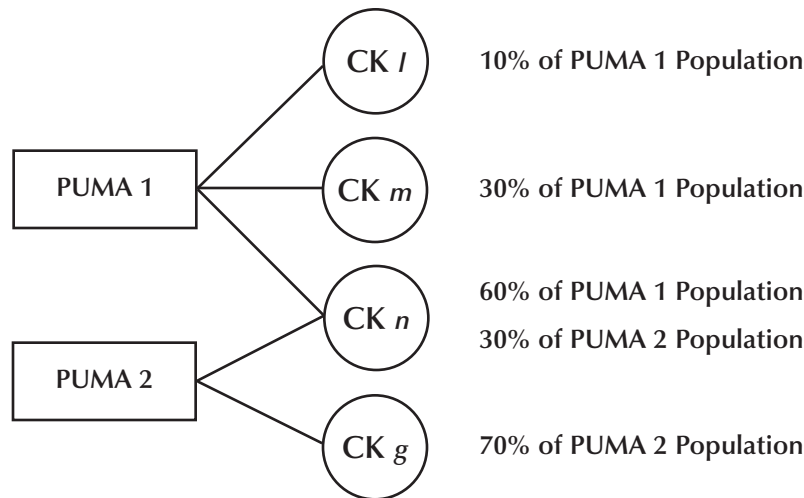 CK l 10% of PUMA 1 Population
PUMA 1
CK m 30% of PUMA 1 Population
60% of PUMA 1 Population
CK n
30% of PUMA 2 Population
PUMA 2
CK g 70% of PUMA 2 Population